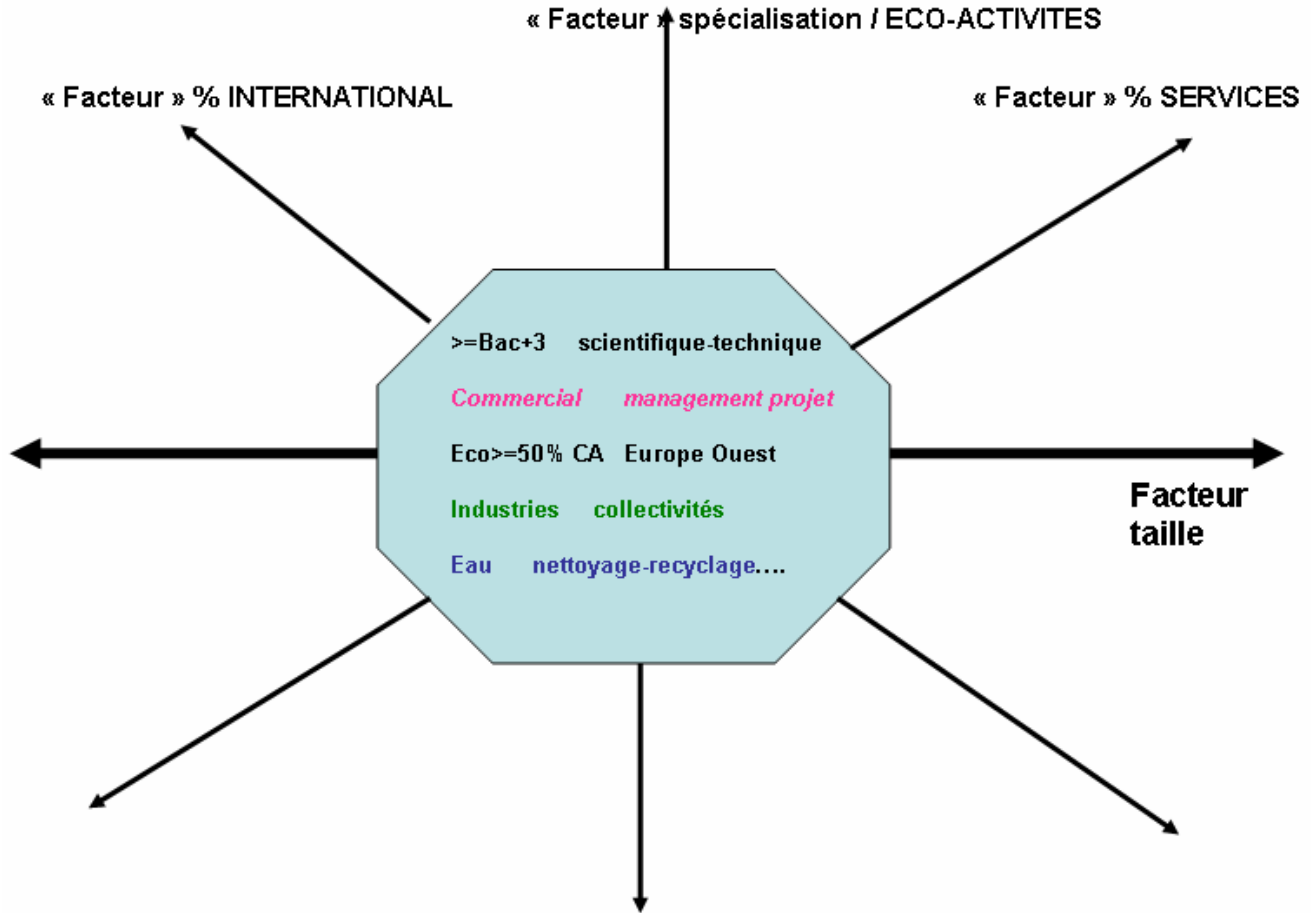 « Facteur » spécialisation / ECO-ACTIVITES
« Facteur » % INTERNATIONAL
« Facteur » % SERVICES
>=Bac+3 scientifique-technique
Commercial management projet
Eco>=50% CA Europe Ouest
Industries collectivités
Eau nettoyage-recyclage....
Facteur
taille